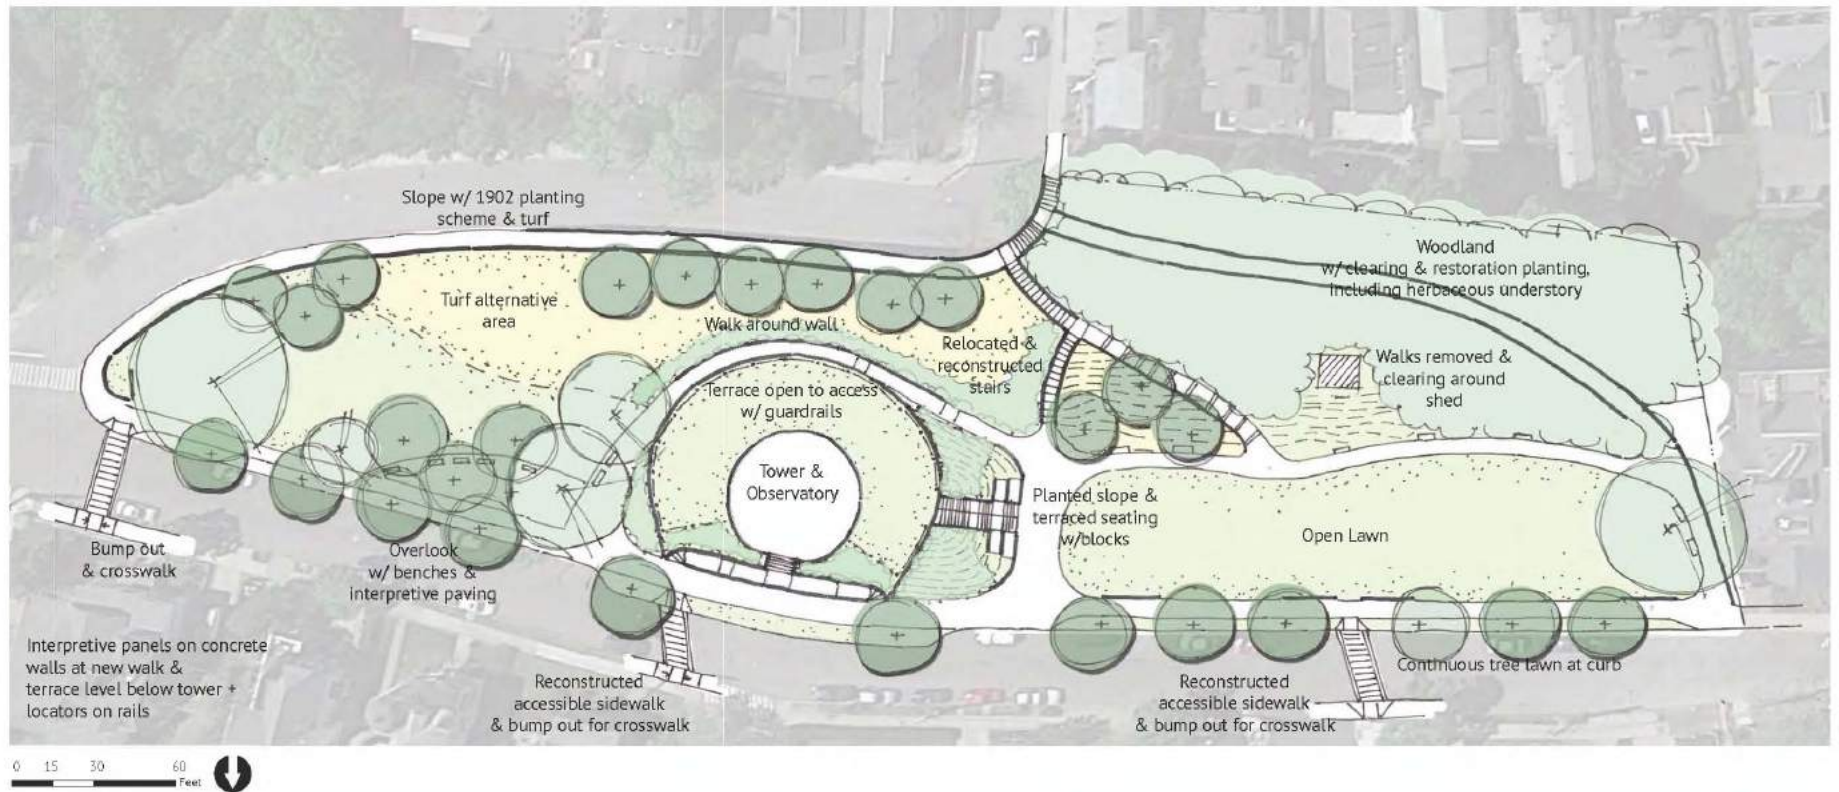 Slope w/ 1902 planting
scheme & turf
Woodland
w/ clearing & restoration planting,
including herbaceous understory
Turf alternative
area
Walk around wall
Relocated &
reconstructed
stairs
Walks removed &
clearing around
shed
Terrace open to access
w/ guardrails
Tower &
Observatory
Planted slope &
terraced seating
w/blocks
Open Lawn
Bump out
& crosswalk
Overlook
w/ benches &
interpretive paving
Interpretive panels on concrete
walls at new walk &
terrace level below tower +
locators on rails
Reconstructed
accessible sidewalk
& bump out for crosswalk
Reconstructed
accessible sidewalk
& bump out for crosswalk
Continuous tree lawn at curb
0 15 30 60
Feet